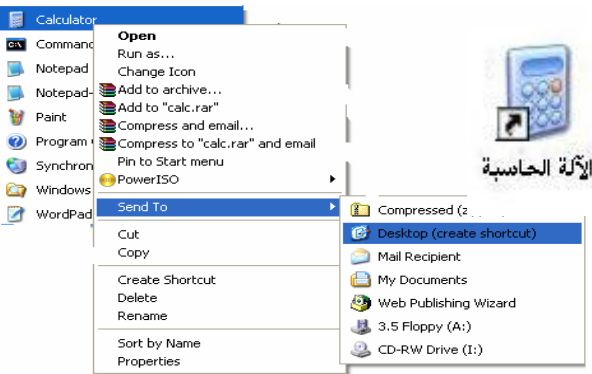 Calculator
Command
Notepad
Notepad-
Paint
Program
Synchron
Windows
WordPad
Open
Run as...
Change Icon
Add to archive...
Add to "calc.rar"
Compress and email...
Compress to "calc.rar" and email
Pin to Start menu
PowerISO
Send To
Cut
Copy
Create Shortcut
Delete
Rename
Sort by Name
Properties
Compressed
Desktop (create shortcut)
Mail Recipient
My Documents
Web Publishing Wizard
3.5 Floppy (A:)
CD-RW Drive (I:)
الآلة الحاسبة